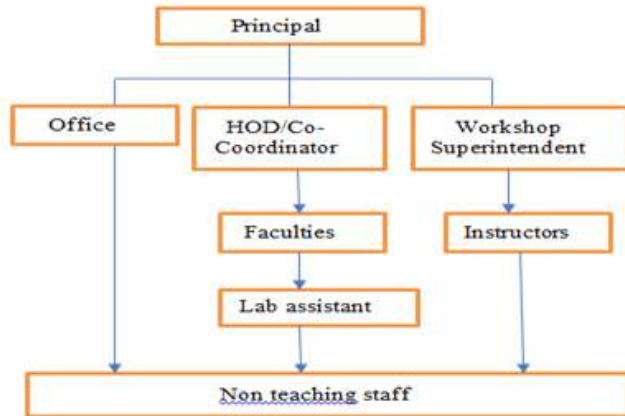 Principal
Office
HOD/Co-
Coordinator
Workshop
Superintendent
Faculties
Instructors
Lab assistant
Non teaching staff